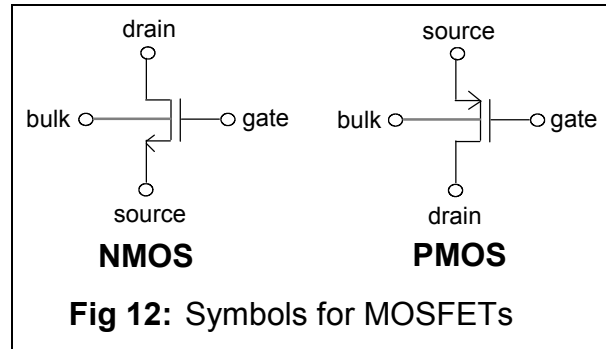 drain
bulk
gate
source
NMOS
source
bulk
gate
drain
PMOS
Fig 12: Symbols for MOSFETs